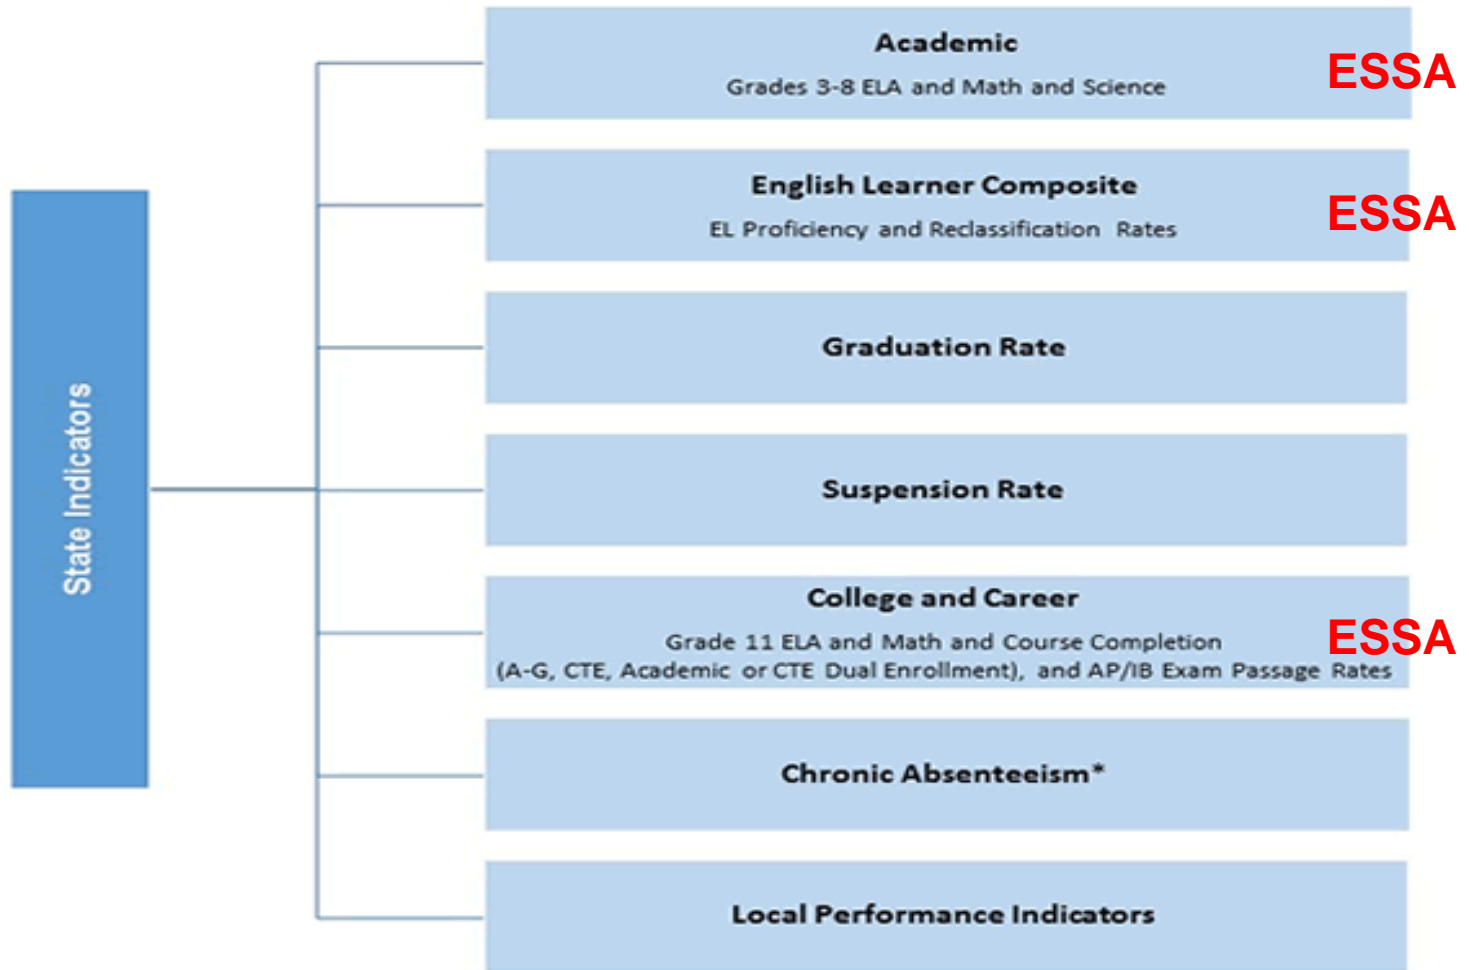 State Indicators
Academic
Grades 3-8 ELA and Math and Science
ESSA
English Learner Composite
EL Proficiency and Reclassification Rates
ESSA
Graduation Rate
Suspension Rate
College and Career
Grade 11 ELA and Math and Course Completion
(A-G, CTE, Academic or CTE Dual Enrollment), and AP/IB Exam Passage Rates
ESSA
Chronic Absenteeism*
Local Performance Indicators